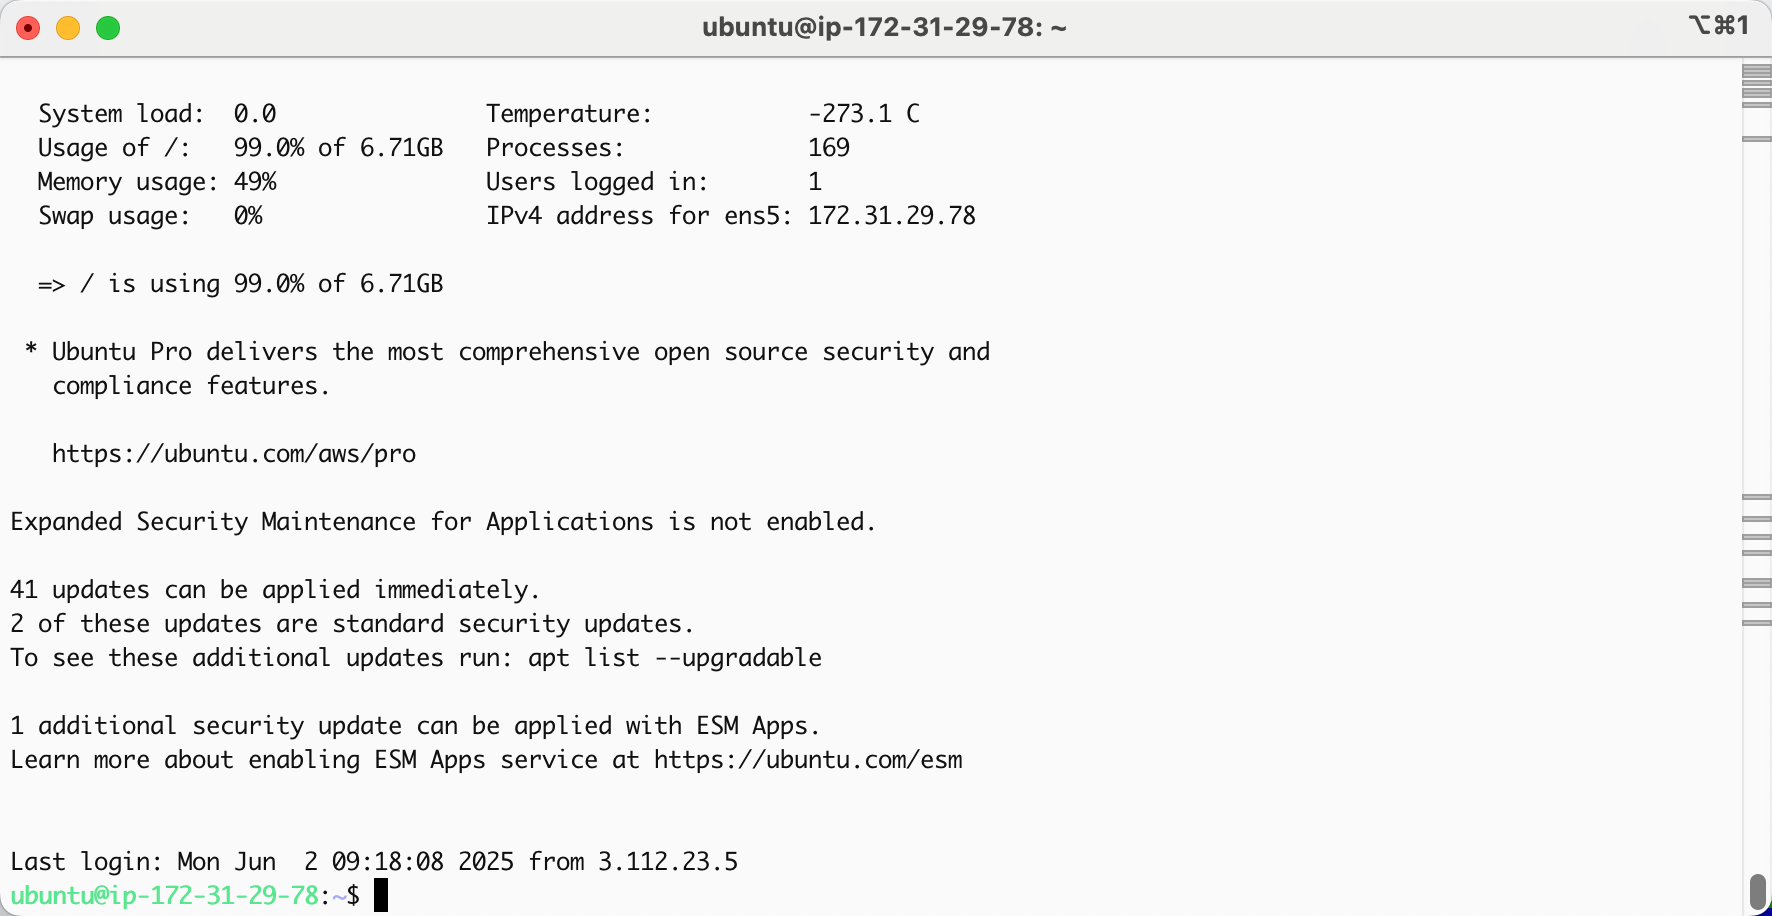 ubuntu@ip-172-31-29-78: ~
⌥⌘1
System load:  0.0               Temperature:           -273.1 C
Usage of /:   99.0% of 6.71GB   Processes:             169
Memory usage: 49%               Users logged in:       1
Swap usage:   0%                IPv4 address for ens5: 172.31.29.78
=> / is using 99.0% of 6.71GB
* Ubuntu Pro delivers the most comprehensive open source security and
compliance features.
https://ubuntu.com/aws/pro
Expanded Security Maintenance for Applications is not enabled.
41 updates can be applied immediately.
2 of these updates are standard security updates.
To see these additional updates run: apt list --upgradable
1 additional security update can be applied with ESM Apps.
Learn more about enabling ESM Apps service at https://ubuntu.com/esm
Last login: Mon Jun  2 09:18:08 2025 from 3.112.23.5
ubuntu@ip-172-31-29-78:~$